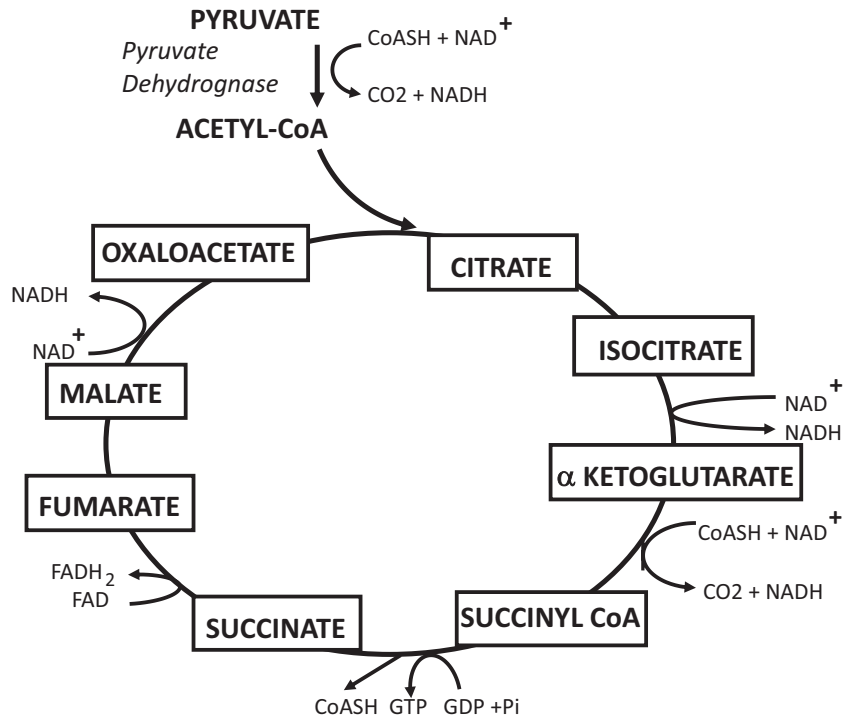 PYRUVATE
Pyruvate
Dehydrognase
CoASH + NAD+
CO2 + NADH
ACETYL-CoA
OXALOACETATE
CITRATE
NADH
NAD+
ISOCITRATE
MALATE
NAD+
NADH
α KETOGLUTARATE
FUMARATE
CoASH + NAD+
FADH2
FAD
CO2 + NADH
SUCCINATE
SUCCINYL CoA
CoASH GTP GDP +Pi